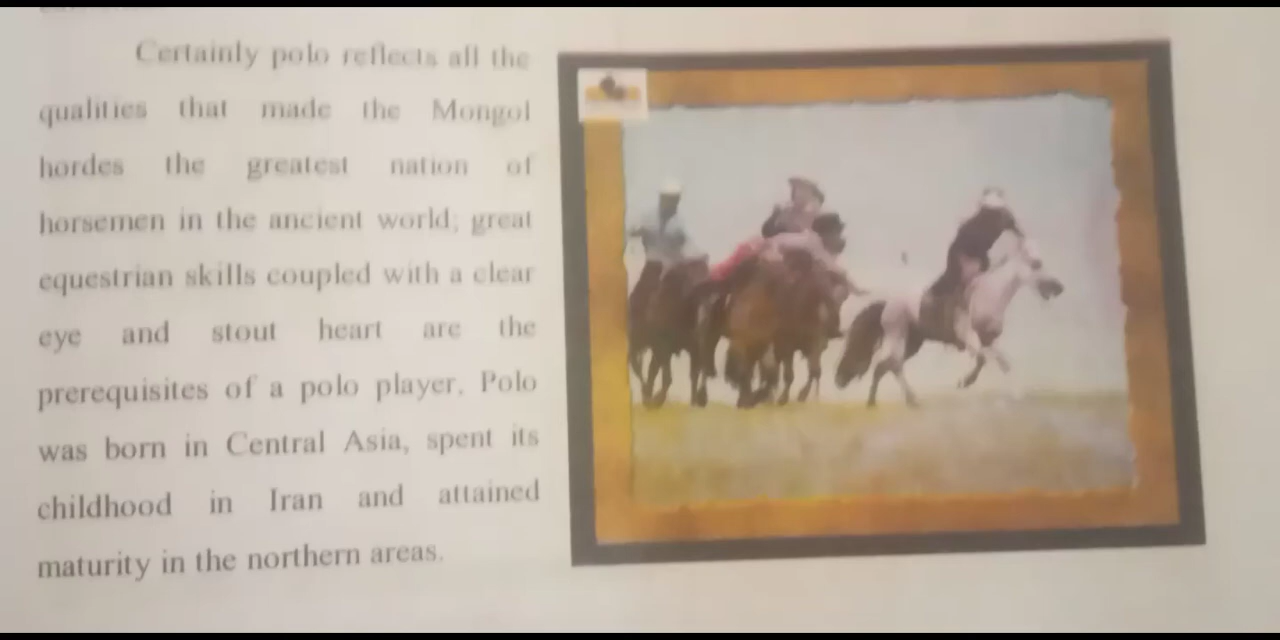 Certainly polo reflects all the
qualities that made the Mongol
hordes the greatest nation of
horsemen in the ancient world; great
equestrian skills coupled with a clear
eye and stout heart are the
prerequisites of a polo player. Polo
was born in Central Asia, spent its
childhood in Iran and attained
maturity in the northern areas.